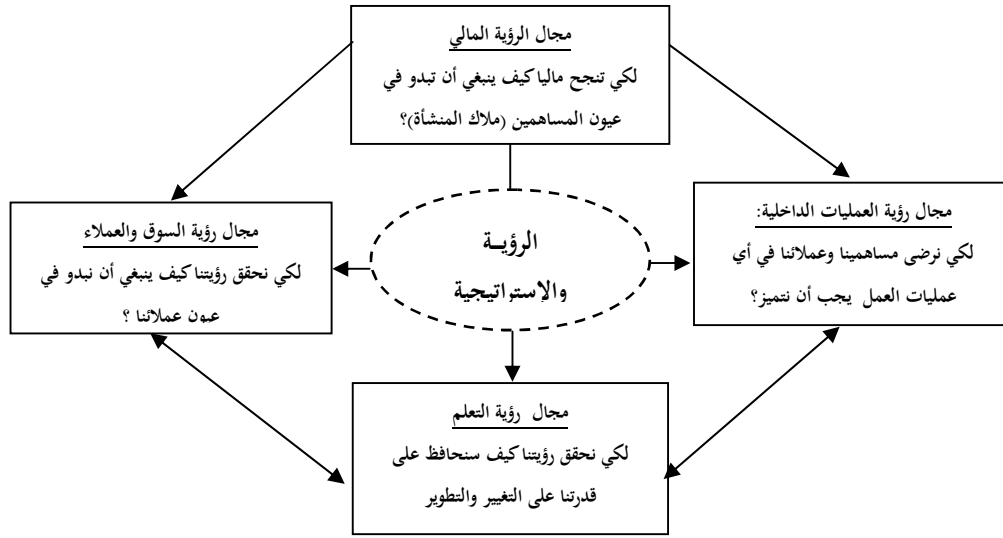 مجال الرؤية المالي
لكي تنجح ماليا كيف ينبغي أن تبدو في
عيون المساهمين (ملاك المنشأة)؟
مجال رؤية العمليات الداخلية:
لكي نرضى مساهمينا وعملائنا في أي
عمليات العمل يجب أن نتميز؟
الرؤيــة
والاستراتيجية
مجال رؤية السوق والعملاء
لكي نحقق رؤيتنا كيف ينبغي أن نبدو في
عيون عملائنا ؟
مجال رؤية التعلم
لكي نحقق رؤيتنا كيف سنحافظ على
قدرتنا على التغيير والتطوير